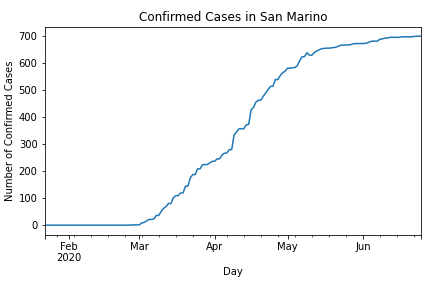 Confirmed Cases in San Marino
Number of Confirmed Cases
700
600
500
400
300
200
100
0
Feb Mar Apr May Jun
2020
Day